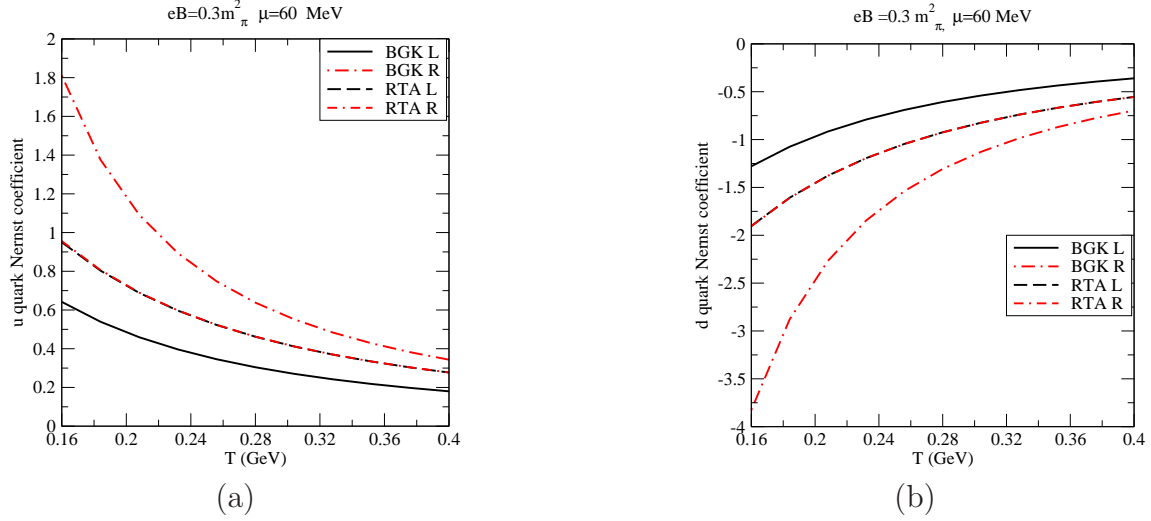 eB=0.3m²π μ=60 MeV
2
1.8
1.6
1.4
1.2
1
0.8
0.6
0.4
0.2
0
u quark Nernst coefficient
BGK L
BGK R
RTA L
RTA R
0.16 0.2 0.24 0.28 0.32 0.36 0.4
T (GeV)
(a)
eB =0.3 m²π, μ=60 MeV
0
-0.5
-1
-1.5
-2
-2.5
-3
-3.5
-4
d quark Nernst coefficient
BGK L
BGK R
RTA L
RTA R
0.16 0.2 0.24 0.28 0.32 0.36 0.4
T (GeV)
(b)